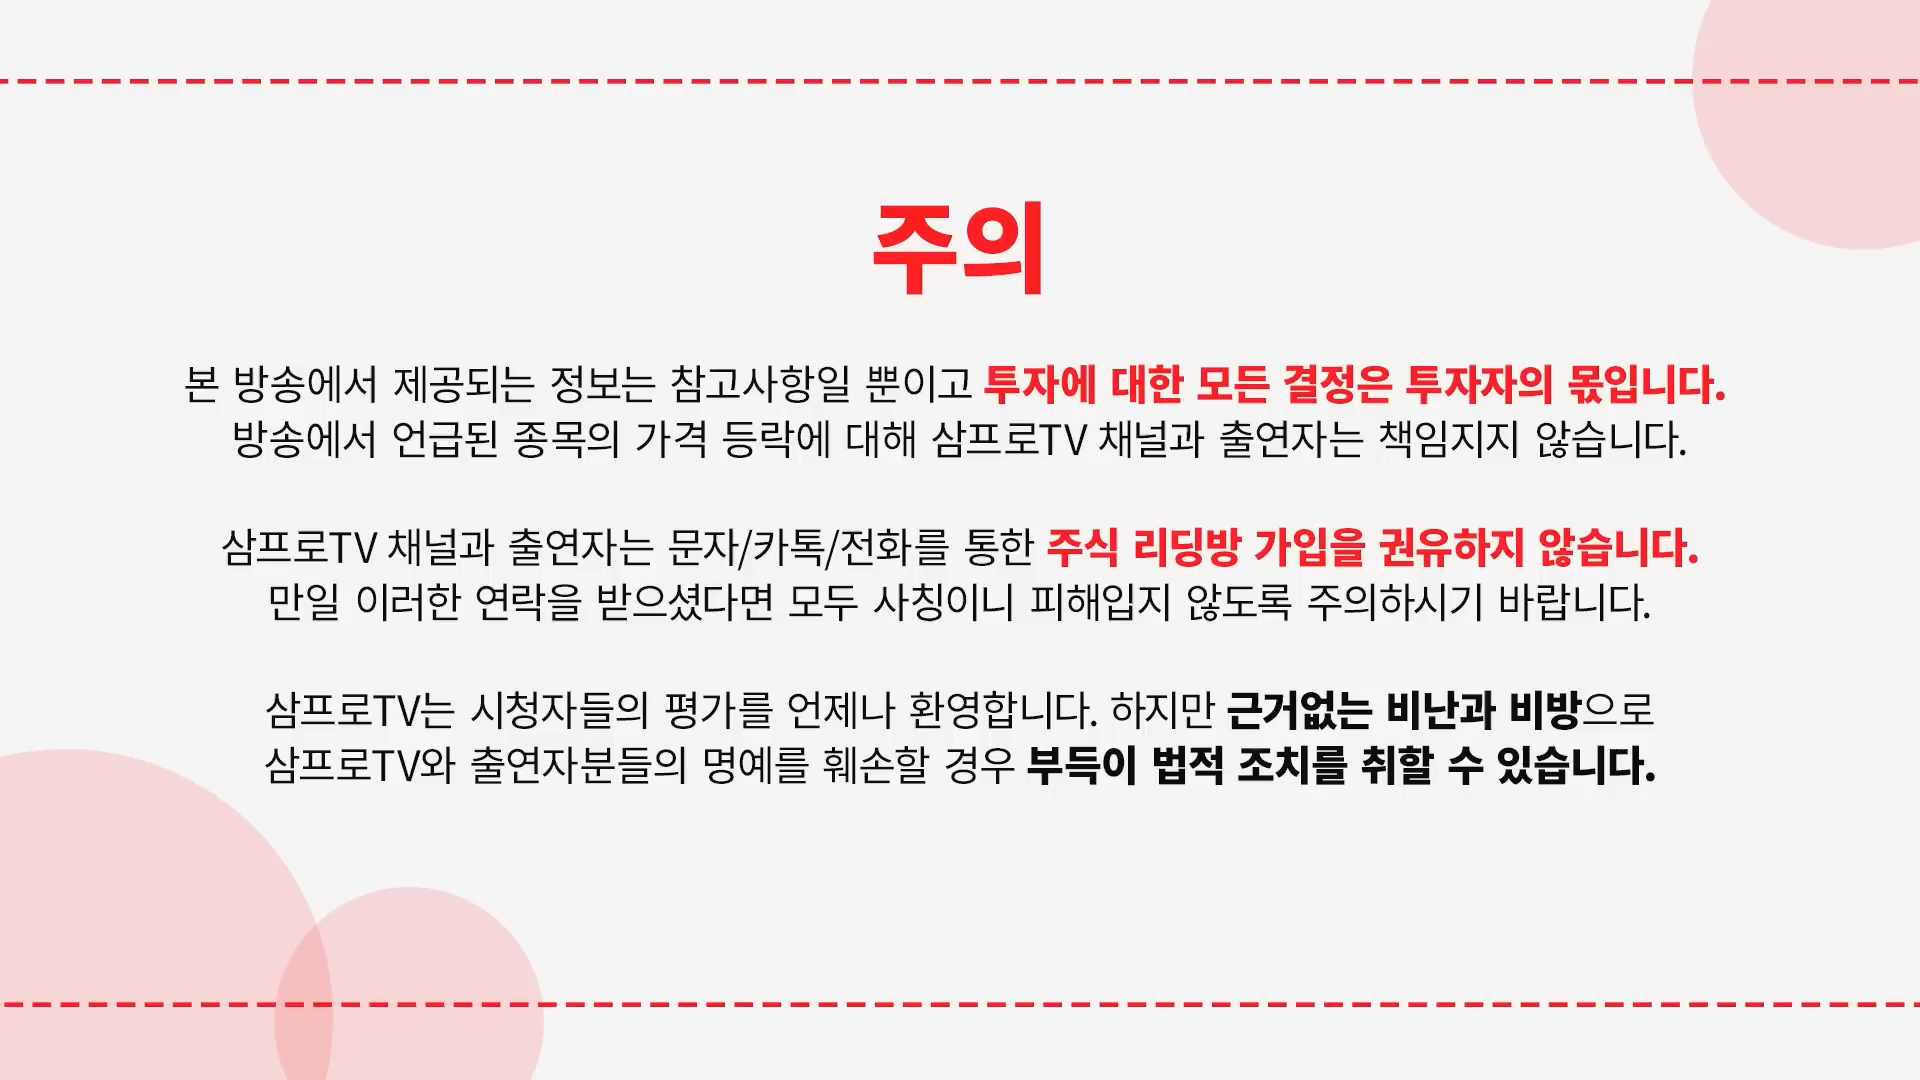 주의
본 방송에서 제공되는 정보는 참고사항일 뿐이고 투자에 대한 모든 결정은 투자자의 몫입니다.
방송에서 언급된 종목의 가격 등락에 대해 삼프로TV 채널과 출연자는 책임지지 않습니다.
삼프로TV 채널과 출연자는 문자/카톡/전화를 통한 주식 리딩방 가입을 권유하지 않습니다.
만일 이러한 연락을 받으셨다면 모두 사칭이니 피해입지 않도록 주의하시기 바랍니다.
삼프로TV는 시청자들의 평가를 언제나 환영합니다. 하지만 근거없는 비난과 비방으로
삼프로TV와 출연자분들의 명예를 훼손할 경우 부득이 법적 조치를 취할 수 있습니다.